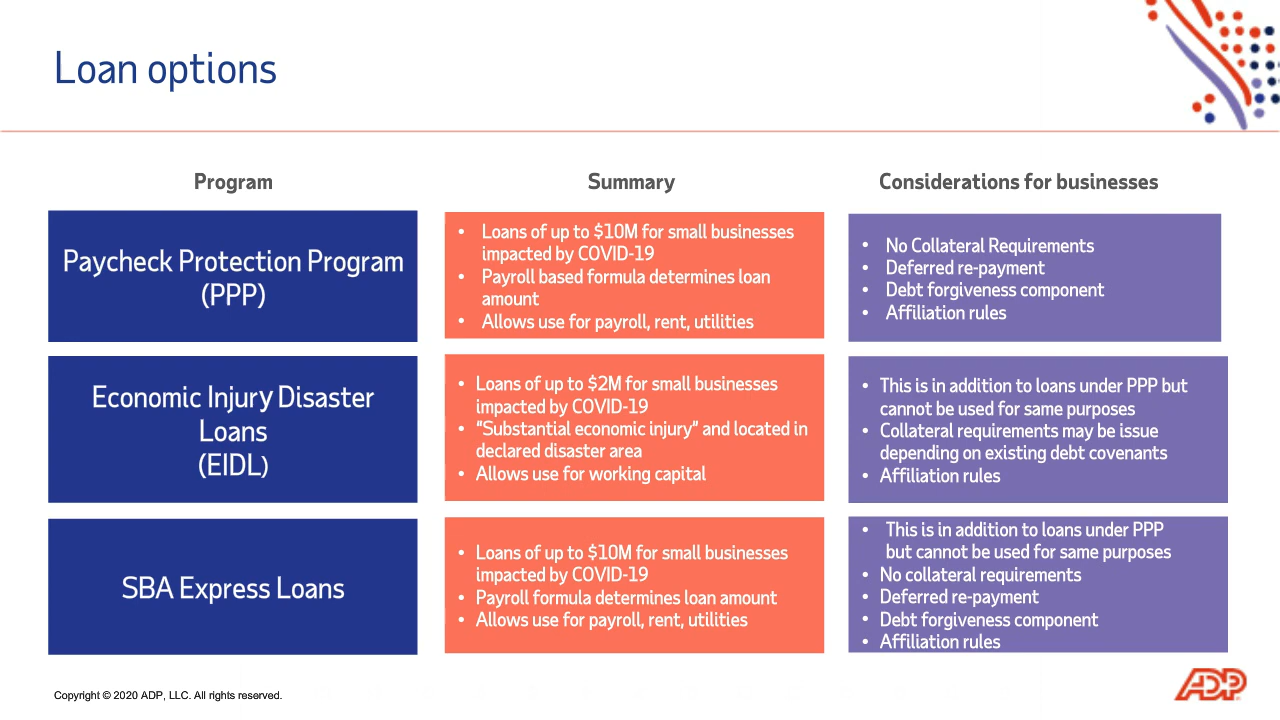 Loan options
Program
Summary
Considerations for businesses
Paycheck Protection Program
(PPP)
• Loans of up to $10M for small businesses
impacted by COVID-19
• Payroll based formula determines loan
amount
• Allows use for payroll, rent, utilities
• No Collateral Requirements
• Deferred re-payment
• Debt forgiveness component
• Affiliation rules
Economic Injury Disaster
Loans
(EIDL)
• Loans of up to $2M for small businesses
impacted by COVID-19
• "Substantial economic injury" and located in
declared disaster area
• Allows use for working capital
• This is in addition to loans under PPP but
cannot be used for same purposes
• Collateral requirements may be issue
depending on existing debt covenants
• Affiliation rules
SBA Express Loans
• Loans of up to $10M for small businesses
impacted by COVID-19
• Payroll formula determines loan amount
• Allows use for payroll, rent, utilities
• This is in addition to loans under PPP
but cannot be used for same purposes
• No collateral requirements
• Deferred re-payment
• Debt forgiveness component
• Affiliation rules
Copyright © 2020 ADP, LLC. All rights reserved.
ADP